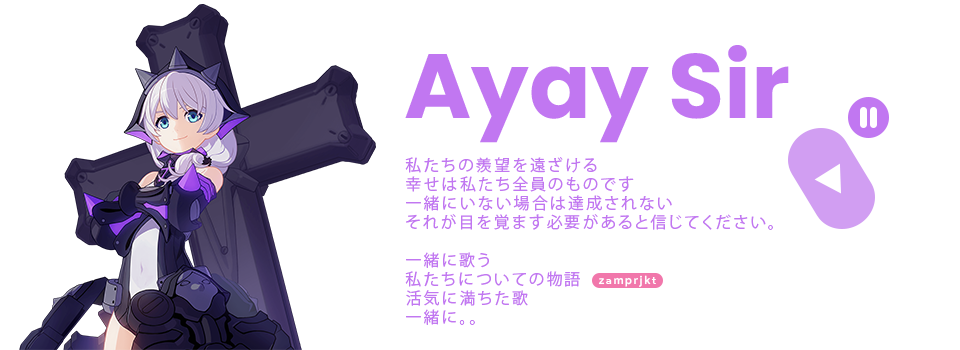 Ayay Sir
私たちの羨望を遠ざける
幸せは私たち全員のものです
一緒にいない場合は達成されない
それが目を覚ます必要があると信じてください。
一緒に歌う
私たちについての物語
zamprjkt
活気に満ちた歌
一緒に。。